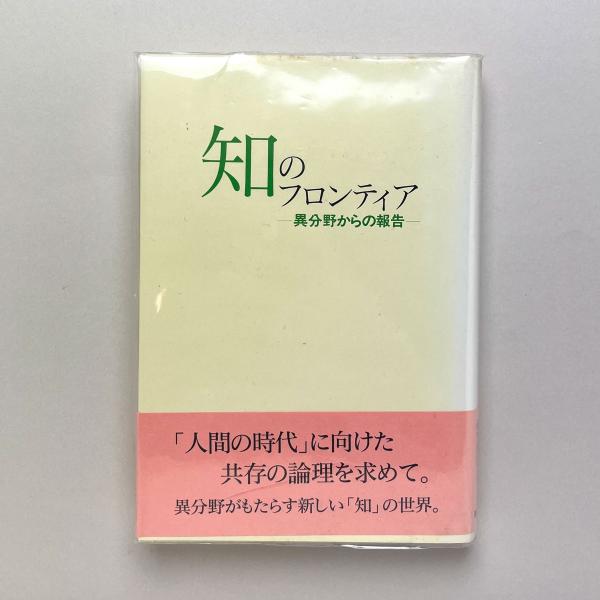 知の
フロンティア
―異分野からの報告―
「人間の時代」に向けた
共存の論理を求めて。
異分野がもたらす新しい「知」の世界。